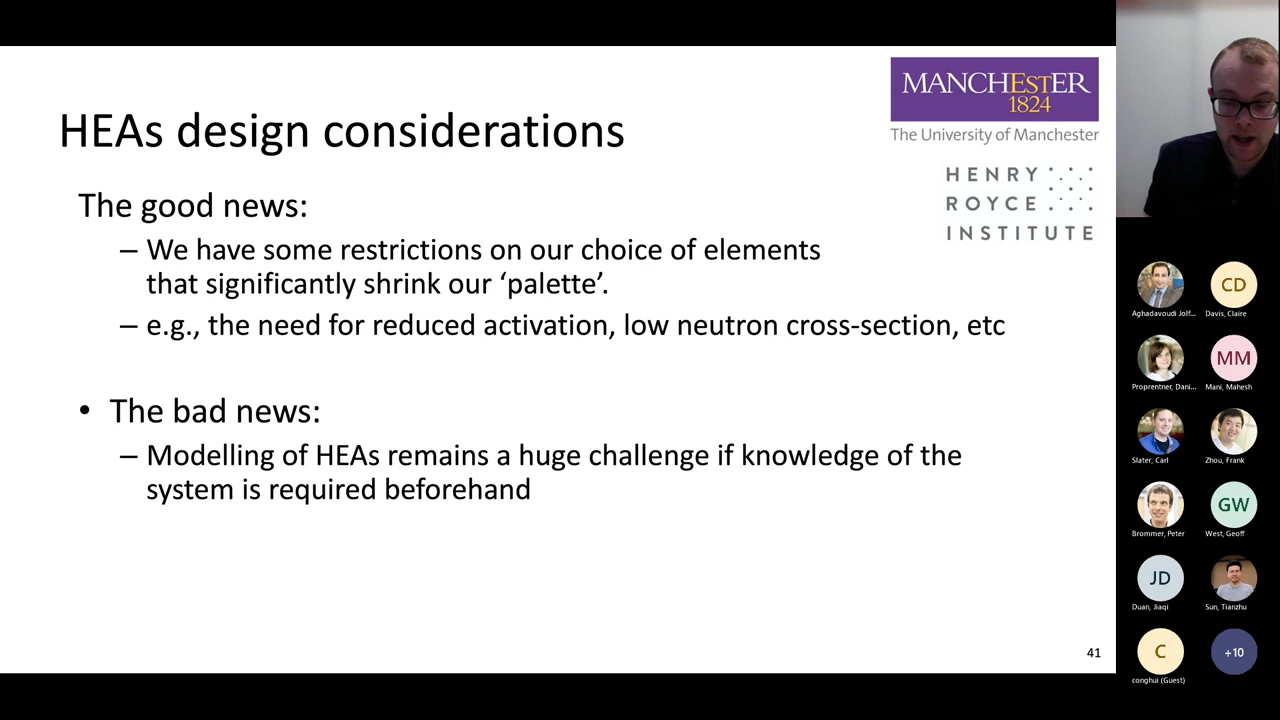 HEAs design considerations
MANCHESTER
1824
The University of Manchester
HENRY
ROYCE
INSTITUTE
The good news:
– We have some restrictions on our choice of elements
that significantly shrink our ‘palette’.
– e.g., the need for reduced activation, low neutron cross-section, etc
• The bad news:
– Modelling of HEAs remains a huge challenge if knowledge of the
system is required beforehand
41
CD
Aghadavoudi Jolf...
Davis, Claire
MM
Proprentner, Dani...
Mani, Mahesh
Slater, Carl
Zhou, Frank
GW
Brommer, Peter
West, Geoff
JD
Duan, Jiaqi
Sun, Tianzhu
C
+10
conghui (Guest)